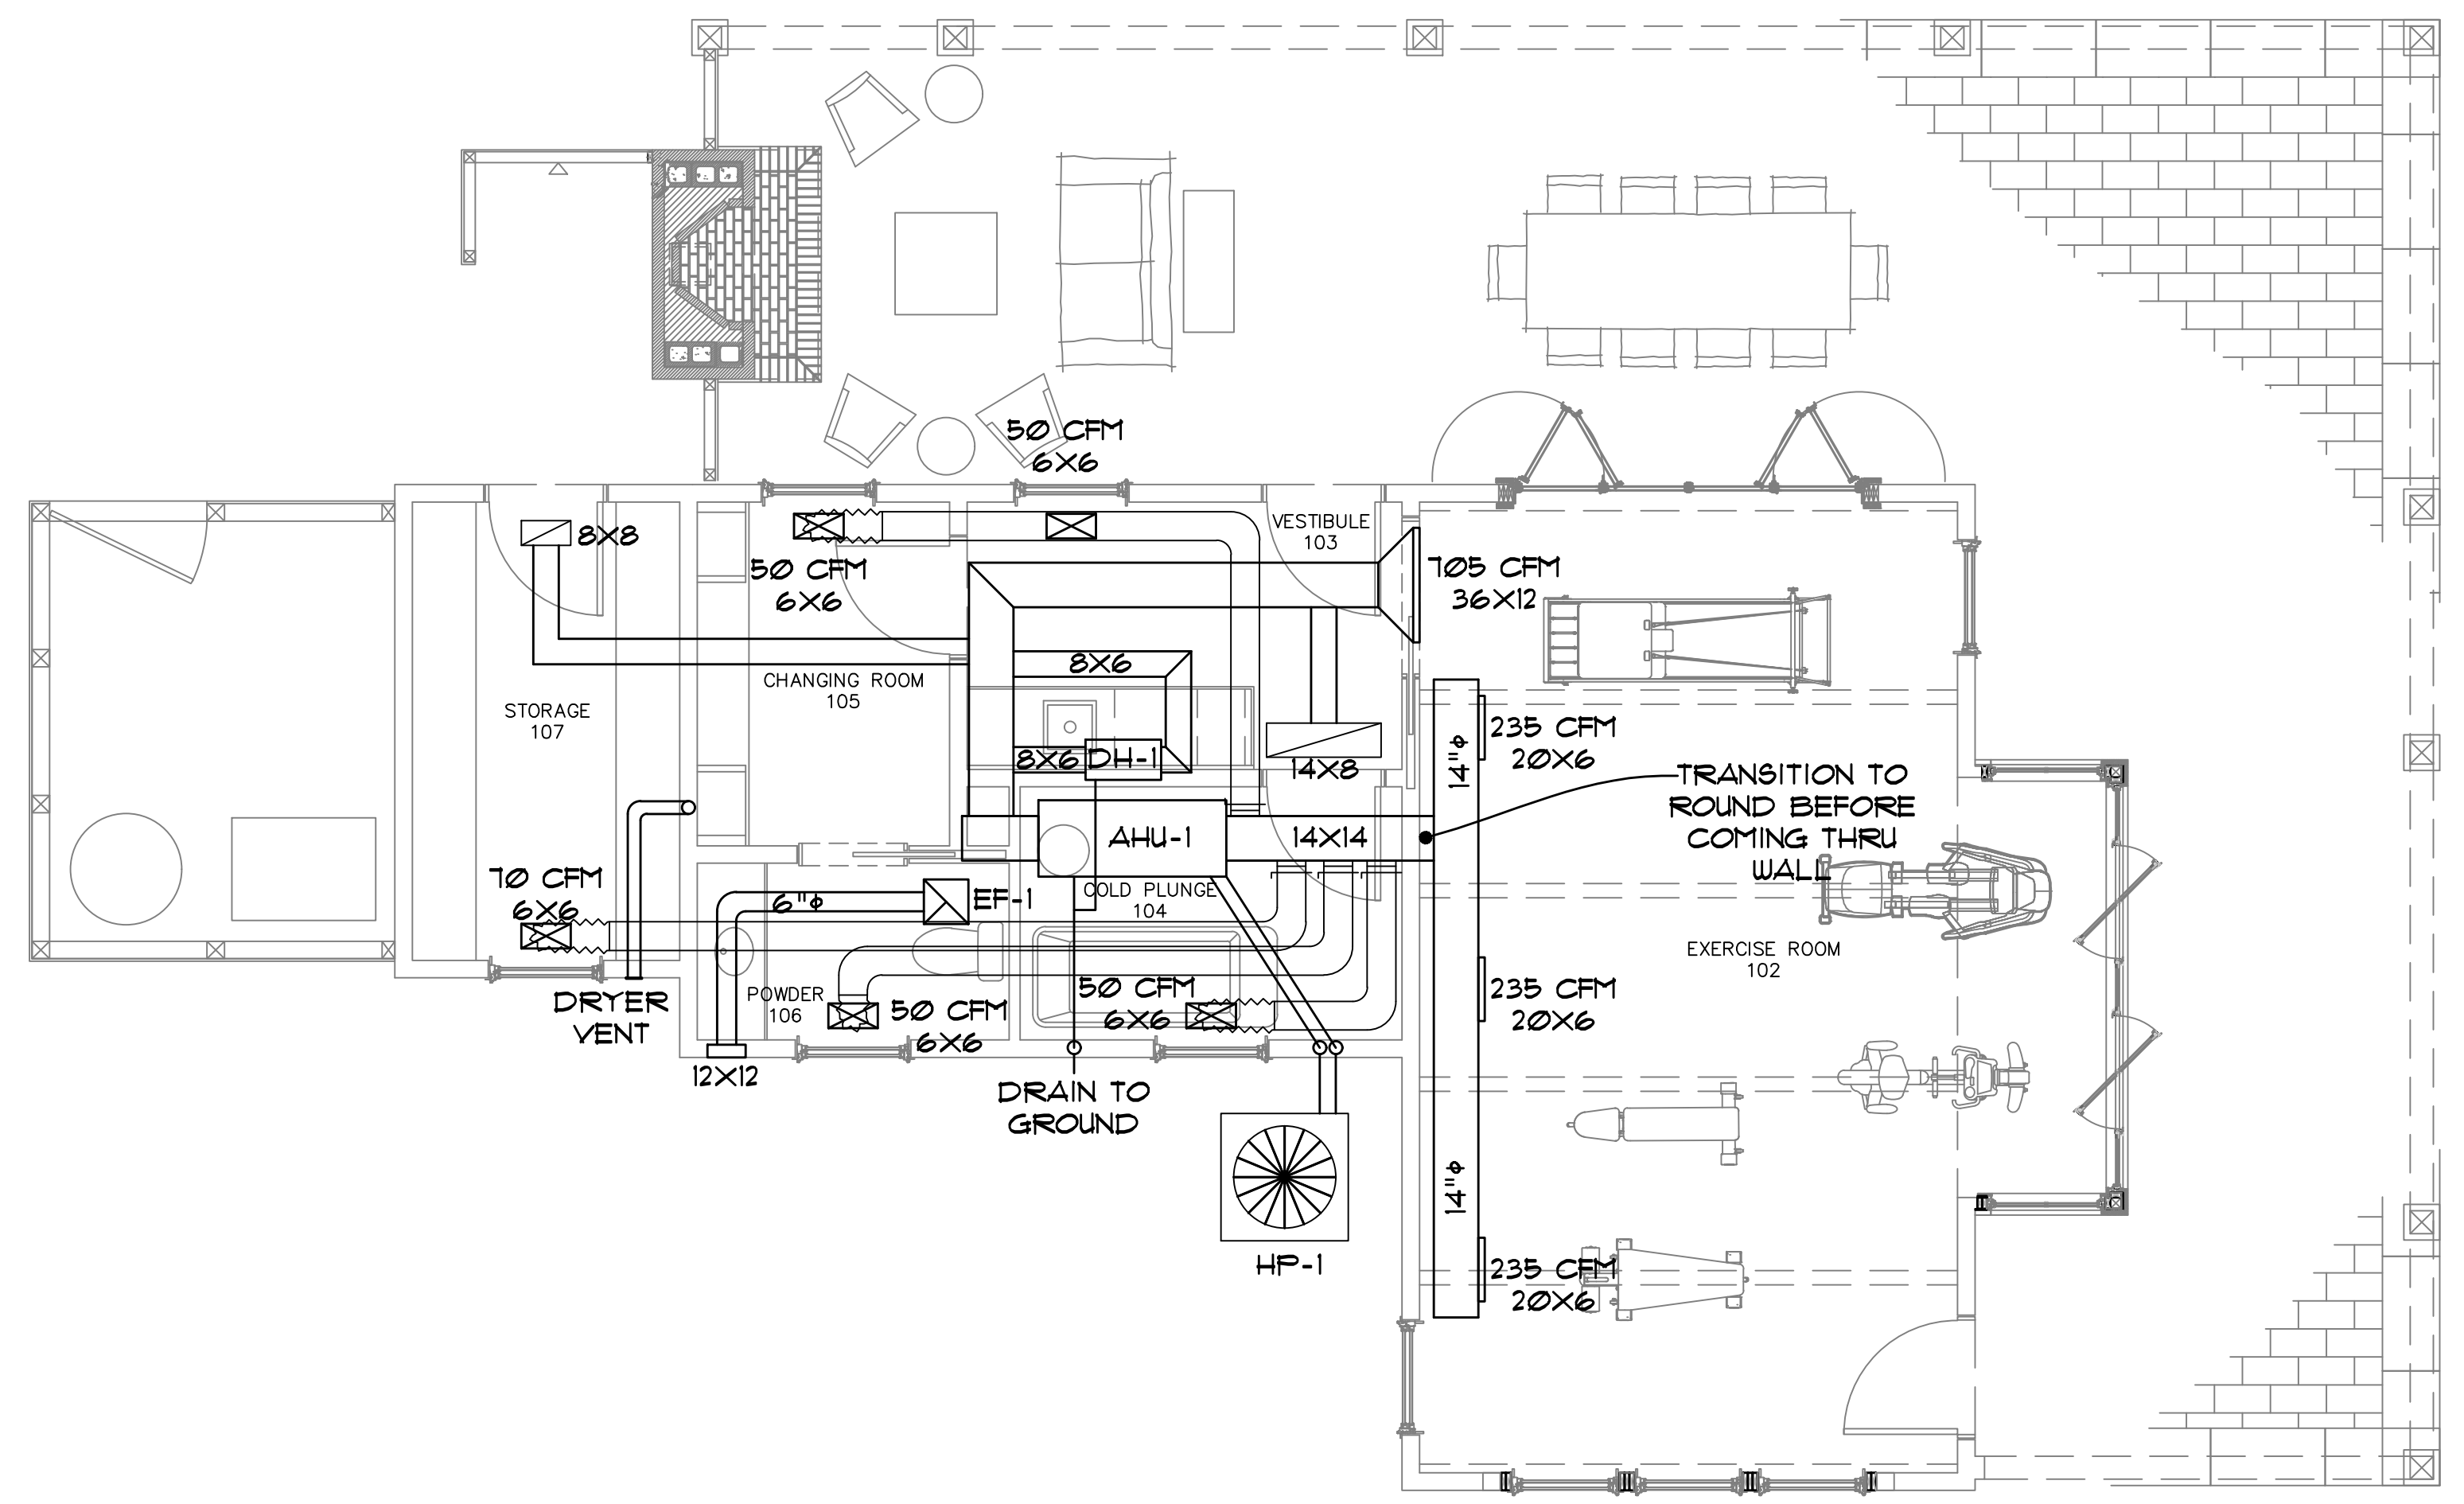 50 CFM
6X6
VESTIBULE
103
8X8
50 CFM
6X6
705 CFM
36X12
8X6
CHANGING ROOM
105
STORAGE
107
235 CFM
20X6
14"ø
8X6
DH-1
14X8
TRANSITION TO
ROUND BEFORE
COMING THRU
WALL
AHU-1
14X14
70 CFM
6X6
6"ø
EF-1
COLD PLUNGE
104
EXERCISE ROOM
102
DRYER
VENT
POWDER
106
50 CFM
6X6
50 CFM
6X6
235 CFM
20X6
12X12
DRAIN TO
GROUND
14"ø
HP-1
235 CFM
20X6